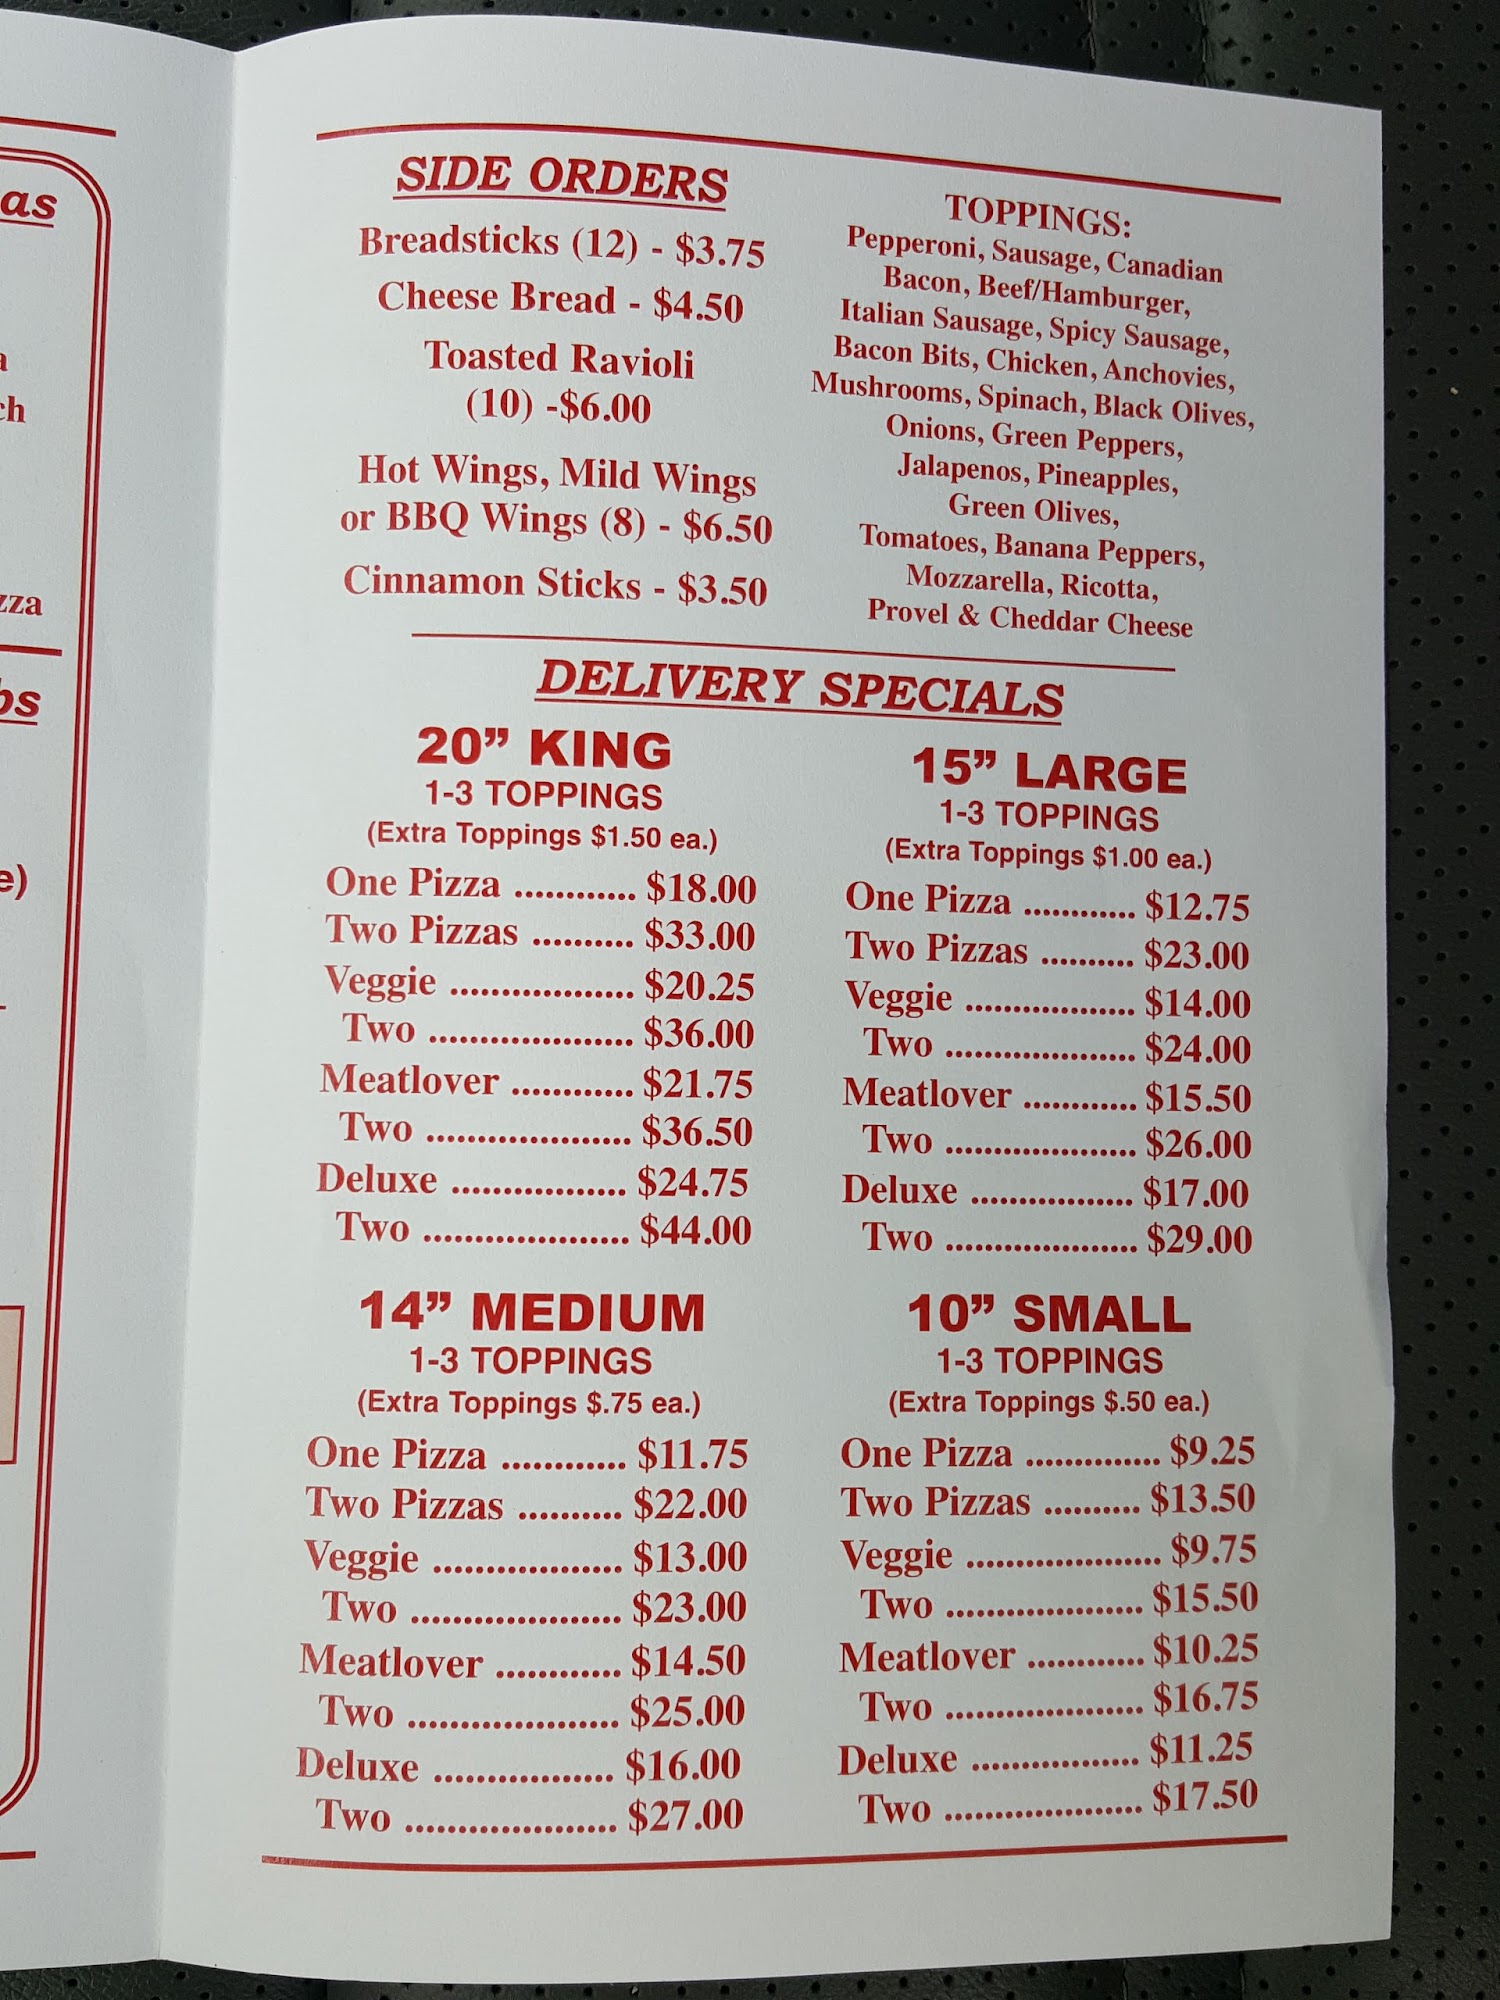 as
ch
zza
bs
e)
SIDE ORDERS
Breadsticks (12) - $3.75
Cheese Bread - $4.50
Toasted Ravioli
(10) -$6.00
Hot Wings, Mild Wings
or BBQ Wings (8) - $6.50
Cinnamon Sticks - $3.50
TOPPINGS:
Pepperoni, Sausage, Canadian
Bacon, Beef/Hamburger,
Italian Sausage, Spicy Sausage,
Bacon Bits, Chicken, Anchovies,
Mushrooms, Spinach, Black Olives,
Onions, Green Peppers,
Jalapenos, Pineapples,
Green Olives,
Tomatoes, Banana Peppers,
Mozzarella, Ricotta,
Provel & Cheddar Cheese
DELIVERY SPECIALS
20” KING
1-3 TOPPINGS
(Extra Toppings $1.50 ea.)
One Pizza ............ $18.00
Two Pizzas .......... $33.00
Veggie .................. $20.25
Two .................... $36.00
Meatlover ............ $21.75
Two .................... $36.50
Deluxe ................. $24.75
Two .................... $44.00
15” LARGE
1-3 TOPPINGS
(Extra Toppings $1.00 ea.)
One Pizza ............ $12.75
Two Pizzas .......... $23.00
Veggie .................. $14.00
Two .................... $24.00
Meatlover ............ $15.50
Two .................... $26.00
Deluxe ................. $17.00
Two .................... $29.00
14” MEDIUM
1-3 TOPPINGS
(Extra Toppings $.75 ea.)
One Pizza ............ $11.75
Two Pizzas .......... $22.00
Veggie .................. $13.00
Two .................... $23.00
Meatlover ............ $14.50
Two .................... $25.00
Deluxe ................. $16.00
Two .................... $27.00
10” SMALL
1-3 TOPPINGS
(Extra Toppings $.50 ea.)
One Pizza .............. $9.25
Two Pizzas .......... $13.50
Veggie .................... $9.75
Two .................... $15.50
Meatlover ............ $10.25
Two .................... $16.75
Deluxe ................. $11.25
Two .................... $17.50